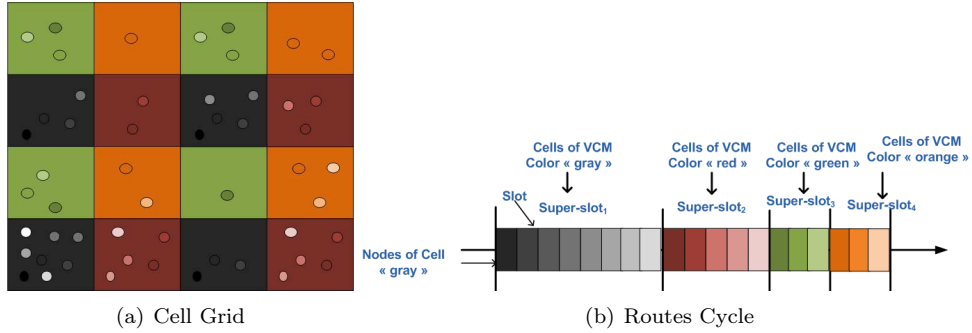 Cells of VCM
Color « gray »
Cells of VCM
Color « red »
Cells of VCM
Color « green »
Cells of VCM
Color « orange »
Slot
Super-slot1
Super-slot2
Super-slot3
Super-slot4
Nodes of Cell
« gray »
(a) Cell Grid
(b) Routes Cycle